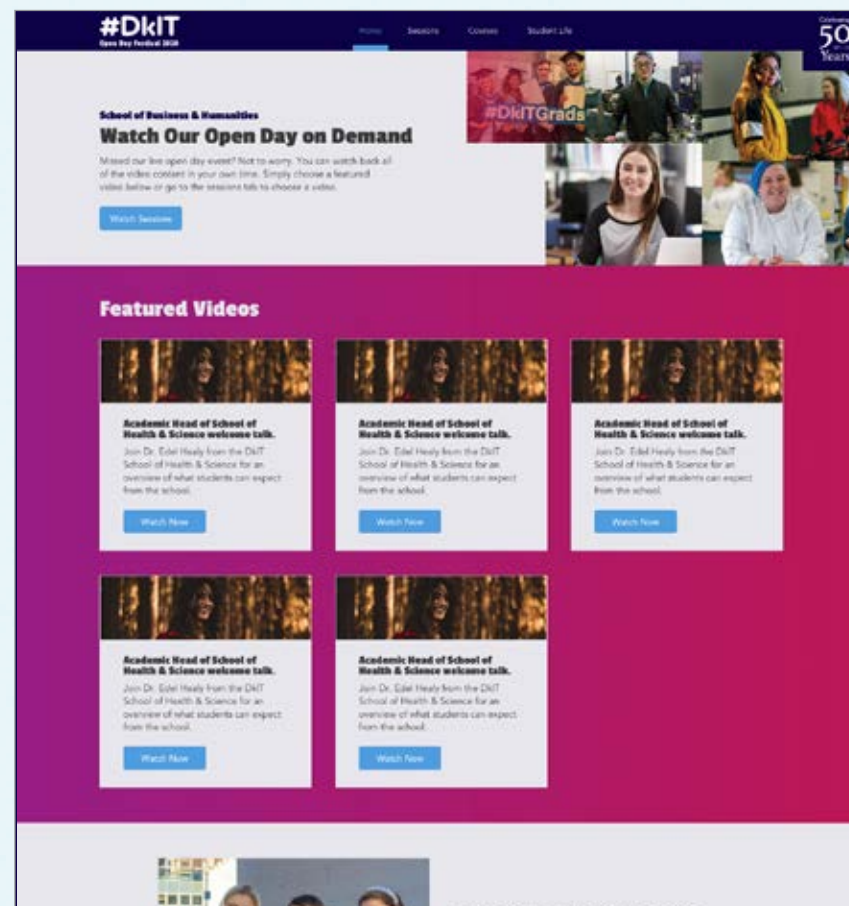 #DkIT
Open Day Festival 2020
Home Sessions Courses Student Life
Celebrating
50
Years
#DkITGrads
School of Business & Humanities
Watch Our Open Day on Demand
Missed our live open day event? Not to worry. You can watch back all
of the video content in your own time. Simply choose a featured
video below or go to the sessions tab to choose a video.
Watch Sessions
Featured Videos
Academic Head of School of
Health & Science welcome talk.
Join Dr. Edel Healy from the DkIT
School of Health & Science for an
overview of what students can expect
from the school.
Watch Now
Academic Head of School of
Health & Science welcome talk.
Join Dr. Edel Healy from the DkIT
School of Health & Science for an
overview of what students can expect
from the school.
Watch Now
Academic Head of School of
Health & Science welcome talk.
Join Dr. Edel Healy from the DkIT
School of Health & Science for an
overview of what students can expect
from the school.
Watch Now
Academic Head of School of
Health & Science welcome talk.
Join Dr. Edel Healy from the DkIT
School of Health & Science for an
overview of what students can expect
from the school.
Watch Now
Academic Head of School of
Health & Science welcome talk.
Join Dr. Edel Healy from the DkIT
School of Health & Science for an
overview of what students can expect
from the school.
Watch Now